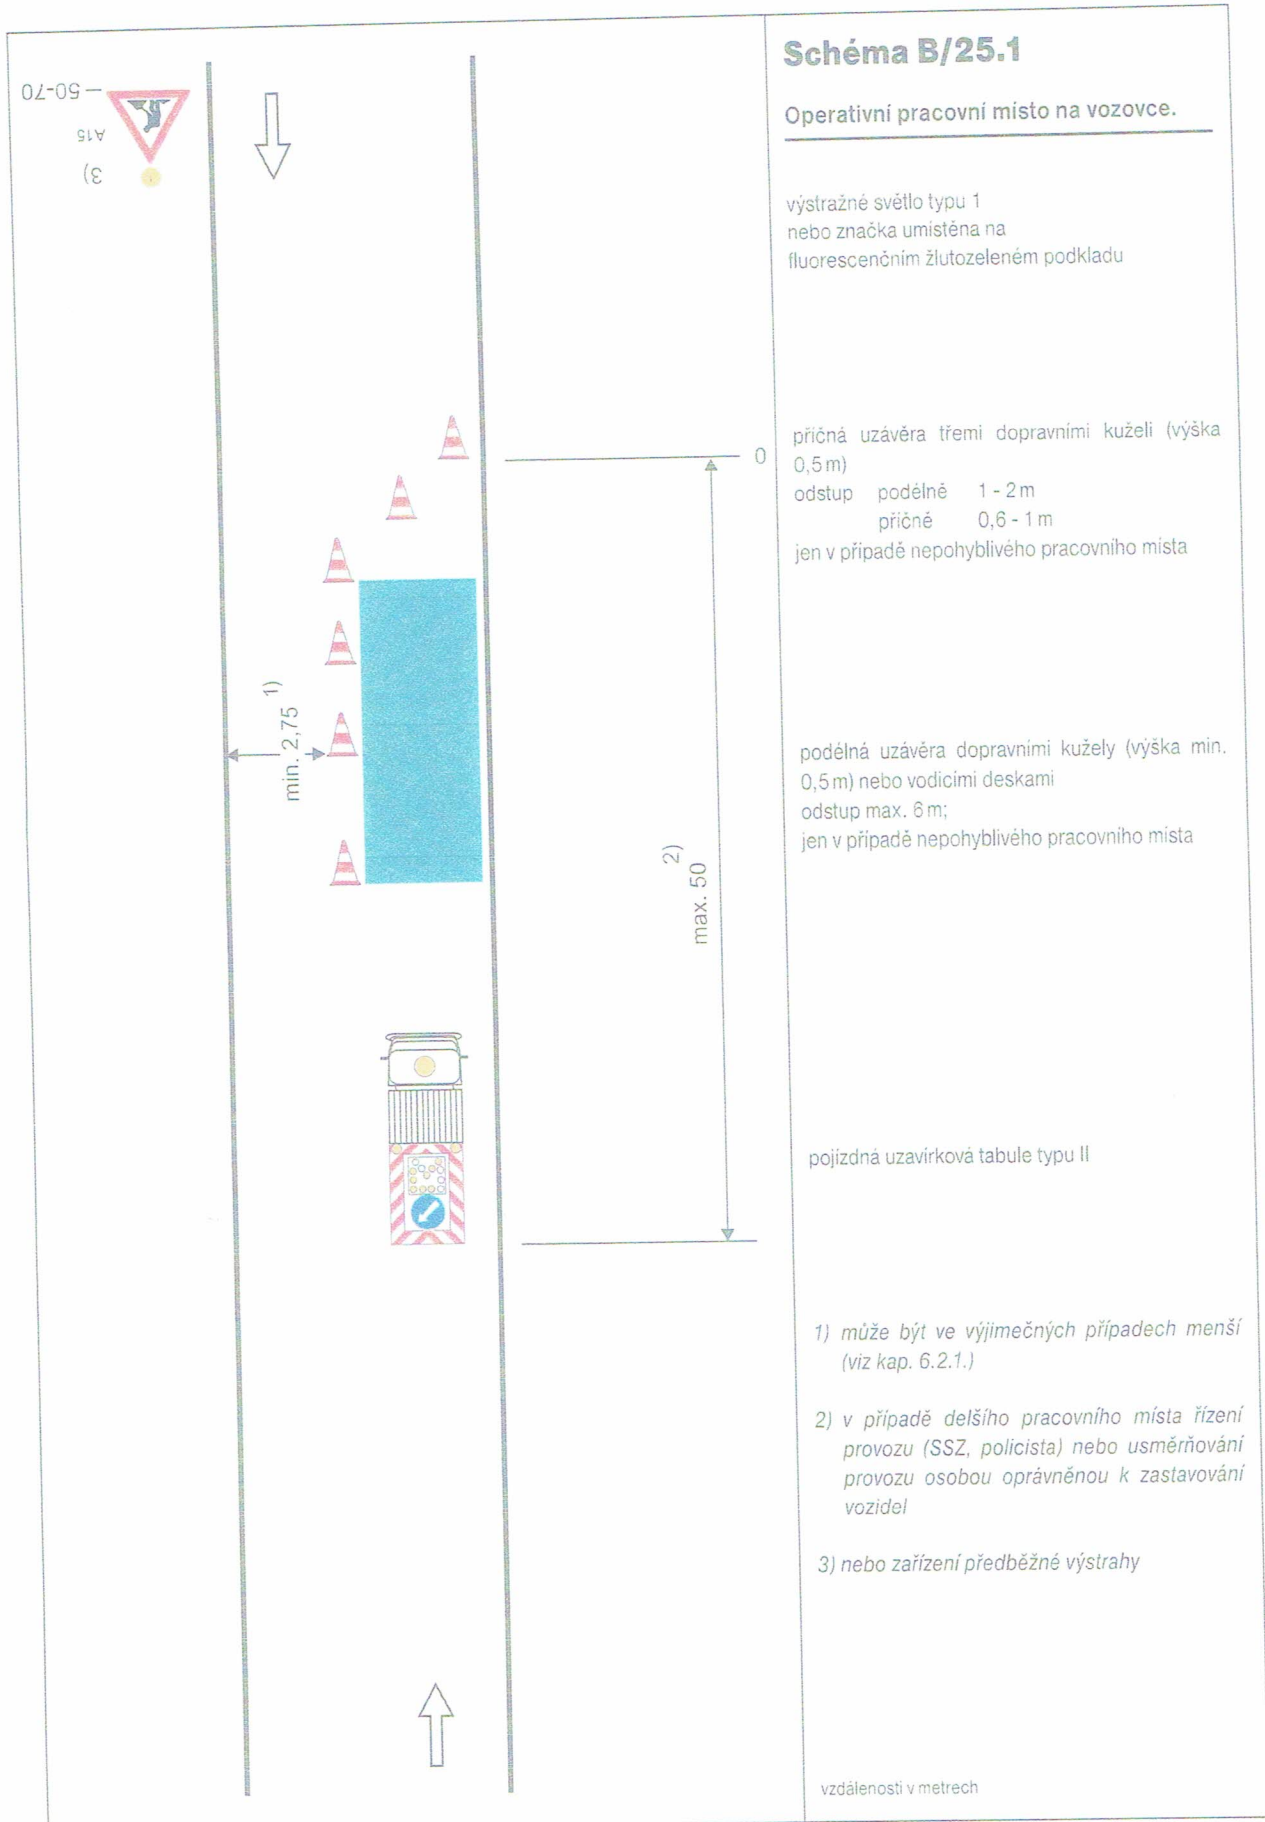 Schéma B/25.1
Operativní pracovní místo na vozovce.
50-70
A15
3)
výstražné světlo typu 1
nebo značka umístěna na
fluorescenčním žlutozeleném podkladu
0
příčná uzávěra třemi dopravními kuželi (výška
0,5 m)
odstup podélně 1 - 2 m
příčně 0,6 - 1 m
jen v případě nepohyblivého pracovního místa
min. 2,75 1)
podélná uzávěra dopravními kužely (výška min.
0,5 m) nebo vodicími deskami
odstup max. 6 m;
jen v případě nepohyblivého pracovního místa
max. 50 2)
pojízdná uzavírková tabule typu II
1) může být ve výjimečných případech menší
(viz kap. 6.2.1.)
2) v případě delšího pracovního místa řízení
provozu (SSZ, policista) nebo usměrňování
provozu osobou oprávněnou k zastavování
vozidel
3) nebo zařízení předběžné výstrahy
vzdálenosti v metrech